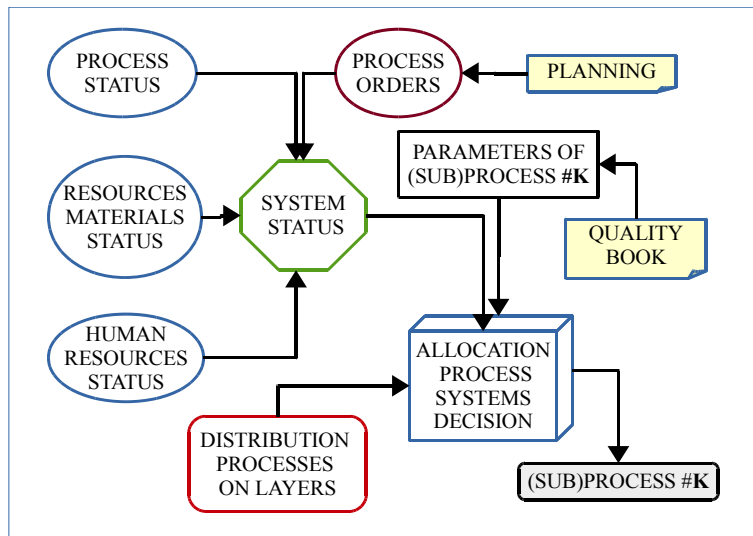 PROCESS
STATUS
PROCESS
ORDERS
PLANNING
PARAMETERS OF
(SUB)PROCESS #K
RESOURCES
MATERIALS
STATUS
SYSTEM
STATUS
QUALITY
BOOK
HUMAN
RESOURCES
STATUS
ALLOCATION
PROCESS
SYSTEMS
DECISION
DISTRIBUTION
PROCESSES
ON LAYERS
(SUB)PROCESS #K